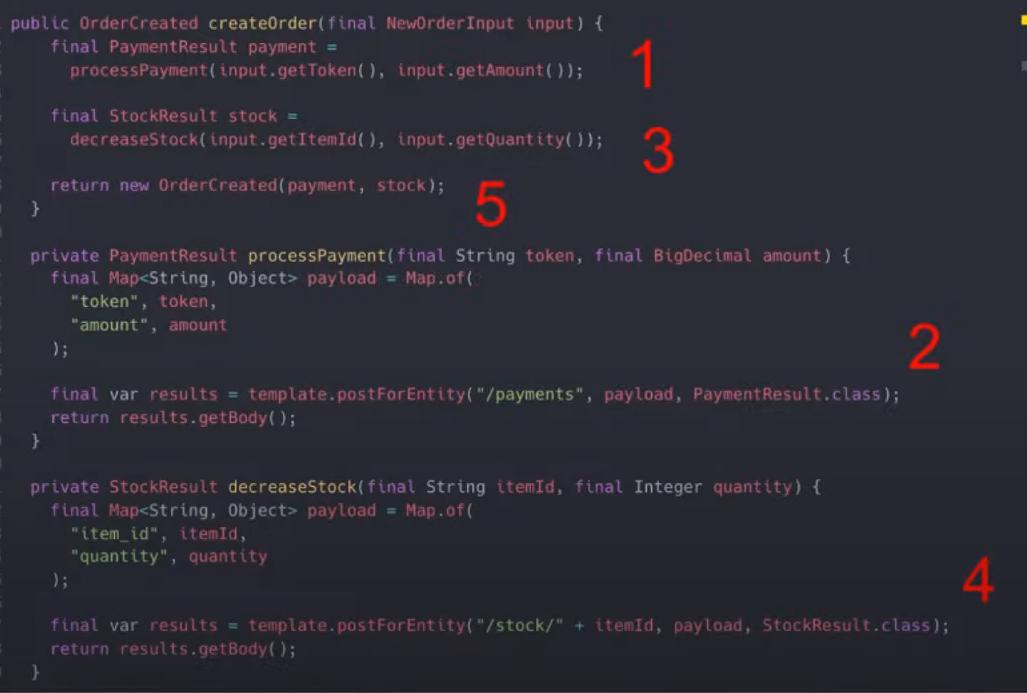 public OrderCreated createOrder(final NewOrderInput input) {
final PaymentResult payment =
processPayment(input.getToken(), input.getAmount());
1
final StockResult stock =
decreaseStock(input.getItemId(), input.getQuantity());
3
return new OrderCreated(payment, stock);
5
}
private PaymentResult processPayment(final String token, final BigDecimal amount) {
final Map<String, Object> payload = Map.of(
"token", token,
"amount", amount
);
2
final var results = template.postForEntity("/payments", payload, PaymentResult.class);
return results.getBody();
}
private StockResult decreaseStock(final String itemId, final Integer quantity) {
final Map<String, Object> payload = Map.of(
"item_id", itemId,
"quantity", quantity
);
4
final var results = template.postForEntity("/stock/" + itemId, payload, StockResult.class);
return results.getBody();
}